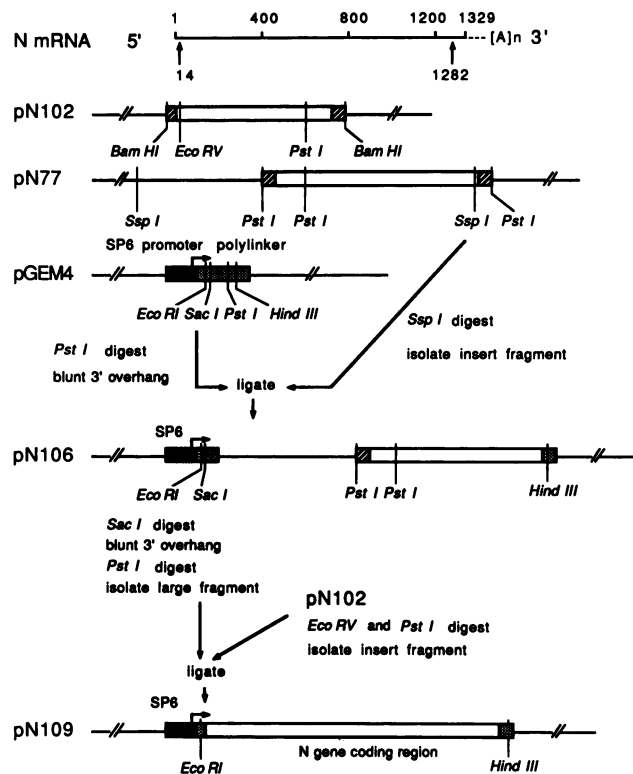 1 400 800 1200 1329
N mRNA 5' [A]n 3'
14 1282
pN102
Bam HI Eco RV Pst I Bam HI
pN77
Ssp I Pst I Pst I Ssp I Pst I
SP6 promoter polylinker
pGEM4
Eco RI Sac I Pst I Hind III
Ssp I digest
isolate insert fragment
Pst I digest
blunt 3' overhang
ligate
SP6
pN106
Eco RI Sac I Pst I Pst I Hind III
Sac I digest
blunt 3' overhang
Pst I digest
isolate large fragment
pN102
Eco RV and Pst I digest
isolate insert fragment
ligate
SP6
pN109
N gene coding region
Eco RI Hind III